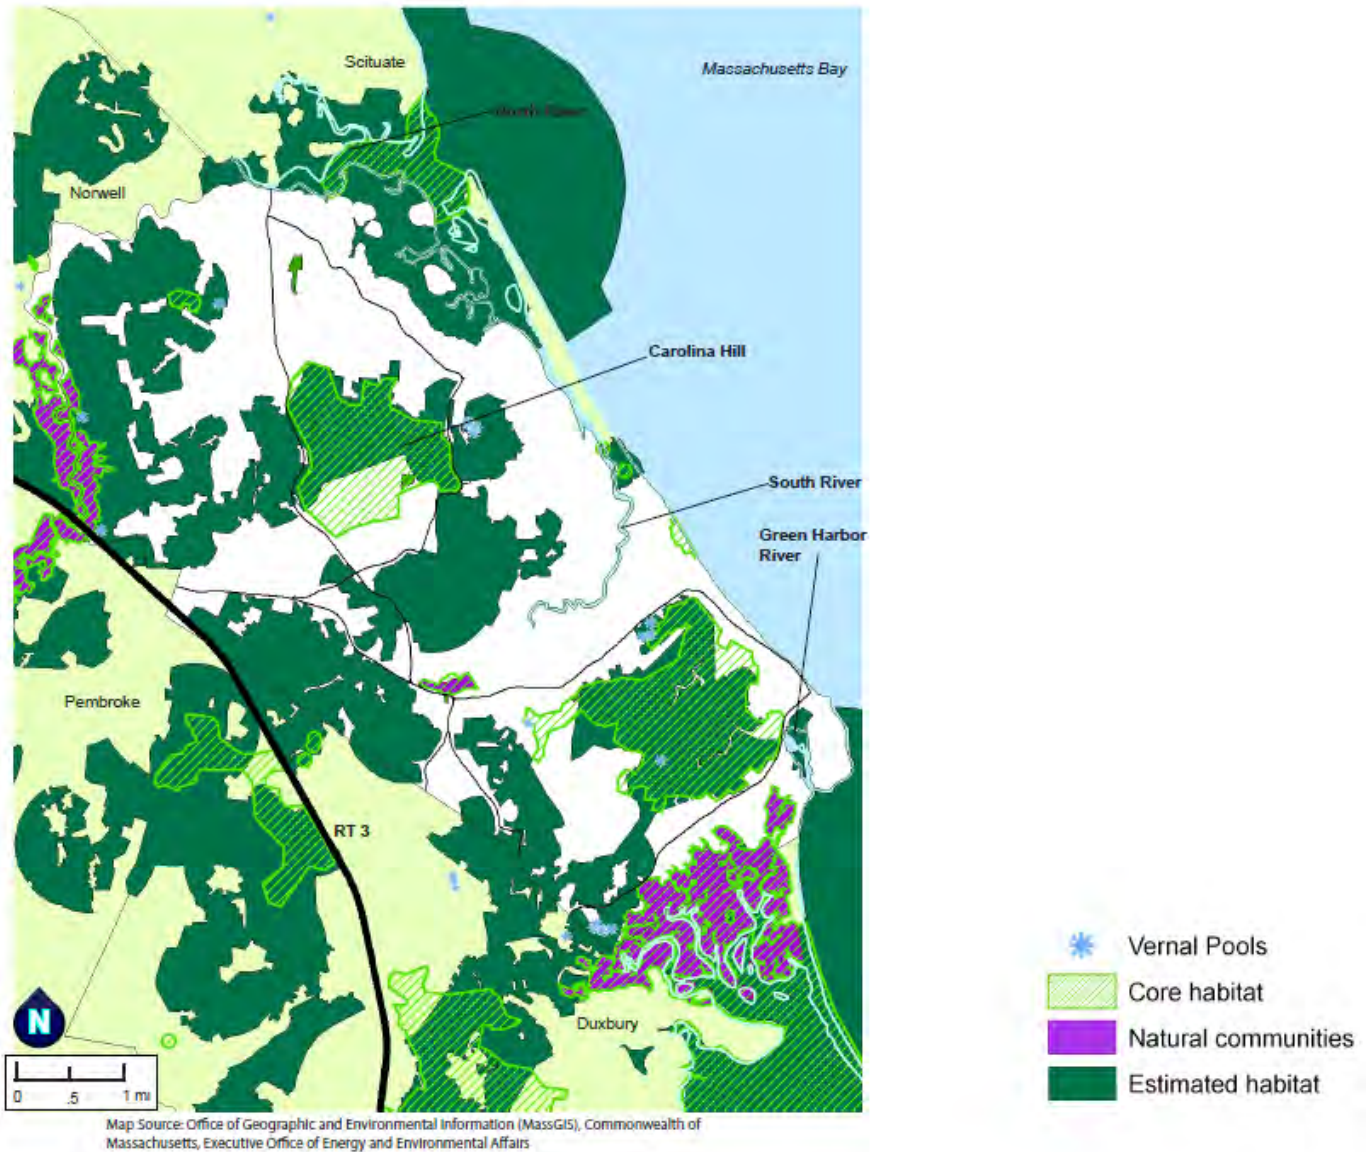 Scituate
Massachusetts Bay
North River
Norwell
Carolina Hill
South River
Green Harbor
River
Pembroke
RT 3
Vernal Pools
Core habitat
Natural communities
Estimated habitat
N
Duxbury
0 .5 1 mi
Map Source: Office of Geographic and Environmental Information (MassGIS), Commonwealth of
Massachusetts, Executive Office of Energy and Environmental Affairs